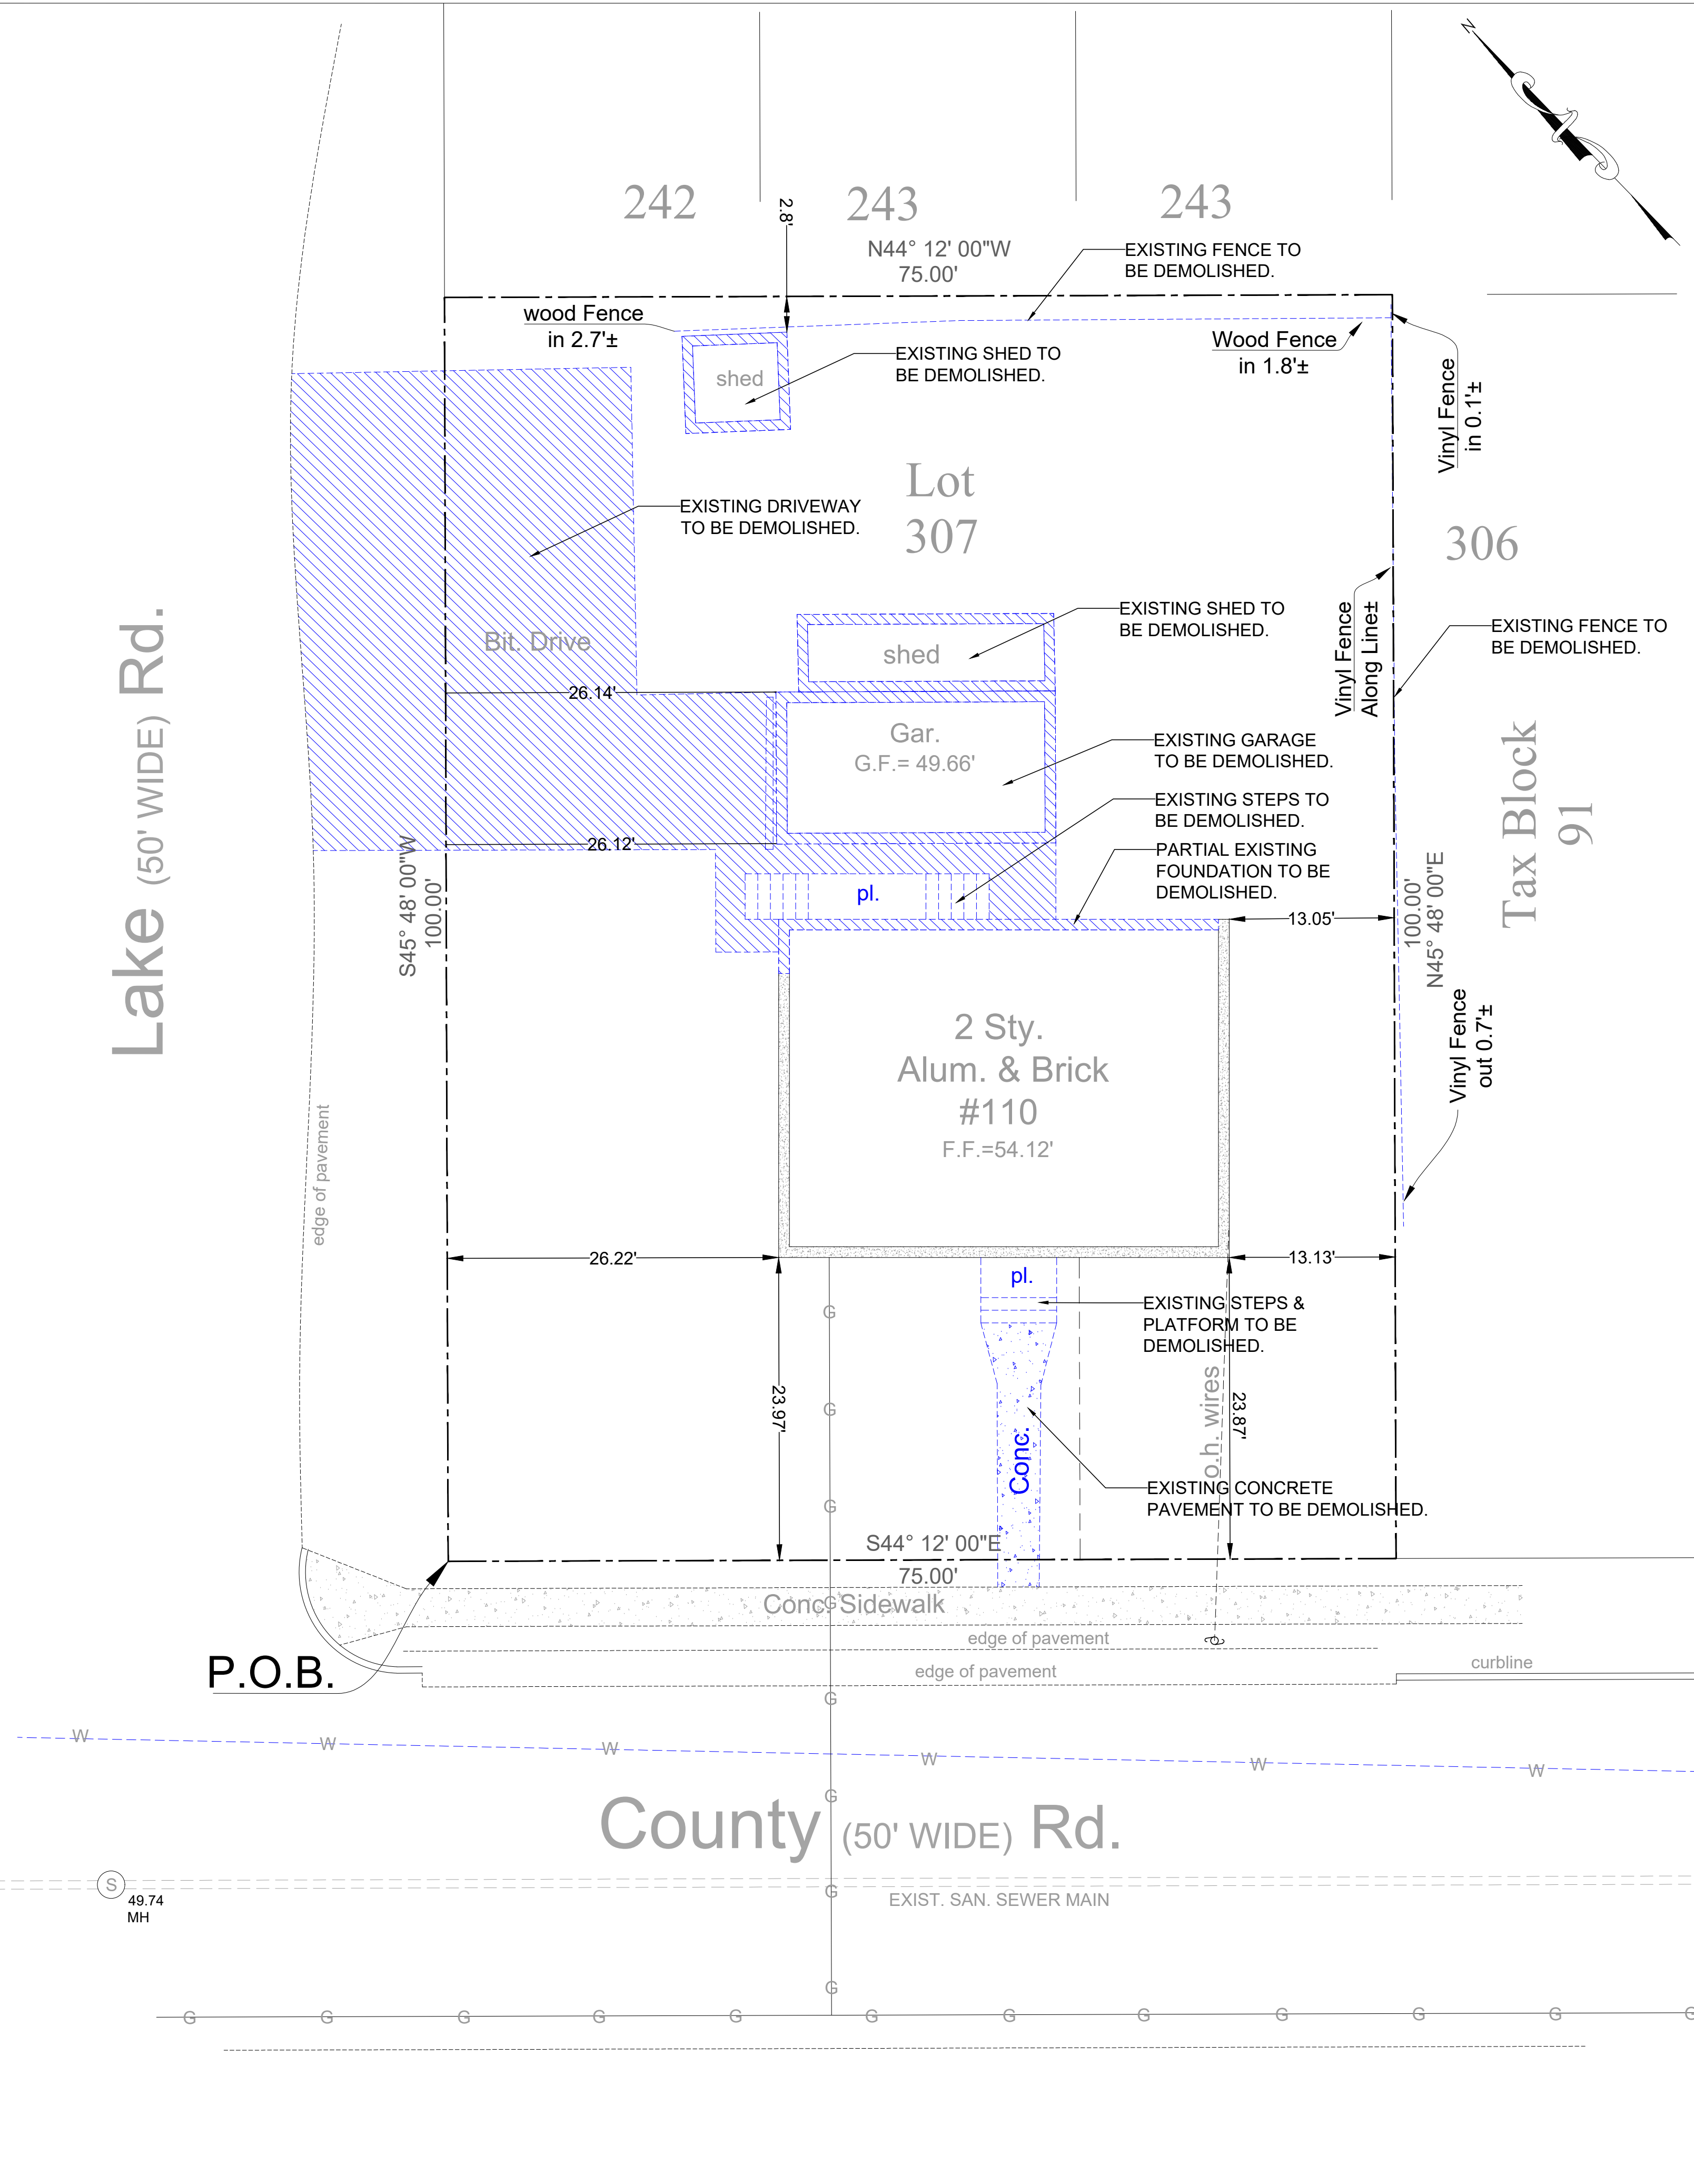 N
242
243
243
2.8'
N44° 12' 00"W
75.00'
EXISTING FENCE TO
BE DEMOLISHED.
wood Fence
in 2.7'±
Wood Fence
in 1.8'±
Vinyl Fence
in 0.1'±
shed
EXISTING SHED TO
BE DEMOLISHED.
Lot
307
EXISTING DRIVEWAY
TO BE DEMOLISHED.
306
Bit. Drive
shed
EXISTING SHED TO
BE DEMOLISHED.
Vinyl Fence
Along Line±
EXISTING FENCE TO
BE DEMOLISHED.
Lake (50' WIDE) Rd.
26.14'
Gar.
G.F.= 49.66'
EXISTING GARAGE
TO BE DEMOLISHED.
Tax Block
91
EXISTING STEPS TO
BE DEMOLISHED.
26.12'
S45° 48' 00"W
100.00'
pl.
PARTIAL EXISTING
FOUNDATION TO BE
DEMOLISHED.
13.05'
100.00'
N45° 48' 00"E
2 Sty.
Alum. & Brick
#110
F.F.=54.12'
Vinyl Fence
out 0.7'±
edge of pavement
26.22'
13.13'
pl.
G
EXISTING STEPS &
PLATFORM TO BE
DEMOLISHED.
23.97'
G
Conc.
o.h. wires
23.87'
G
EXISTING CONCRETE
PAVEMENT TO BE DEMOLISHED.
S44° 12' 00"E
75.00'
Conc. Sidewalk
G
edge of pavement
P.O.B.
edge of pavement
curbline
G
W W W W W W
G
County (50' WIDE) Rd.
S
49.74
MH
G
EXIST. SAN. SEWER MAIN
G
G G G G G G G G G G G G